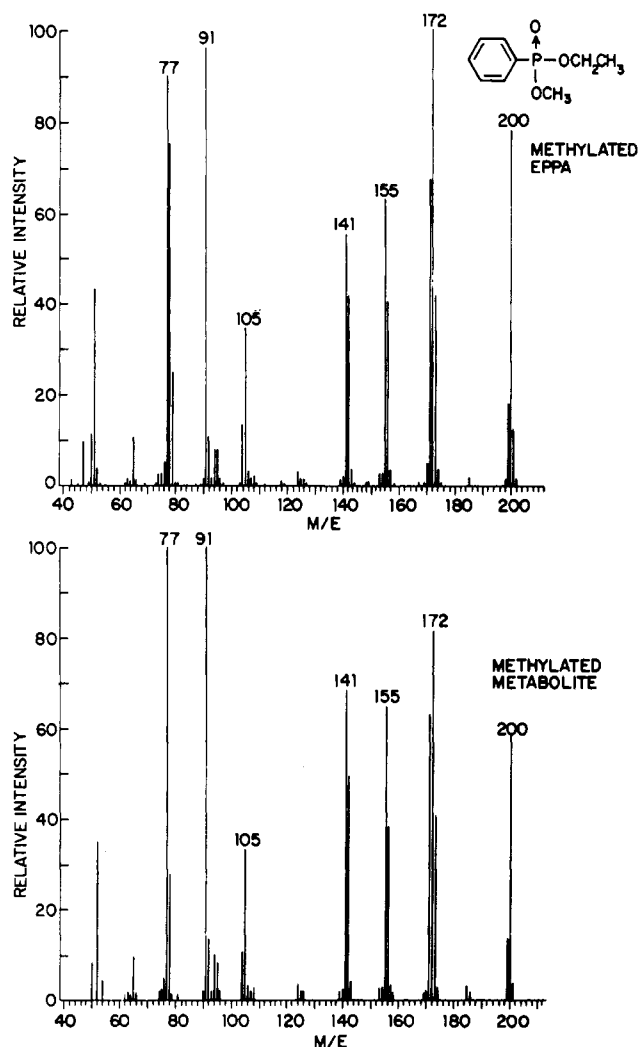 100
80
60
40
20
0
RELATIVE INTENSITY
77
91
105
141
155
172
200
O
P
OCH₂CH₃
OCH₃
METHYLATED
EPPA
40 60 80 100 120 140 160 180 200
M/E
100
80
60
40
20
0
RELATIVE INTENSITY
77
91
105
141
155
172
200
METHYLATED
METABOLITE
40 60 80 100 120 140 160 180 200
M/E